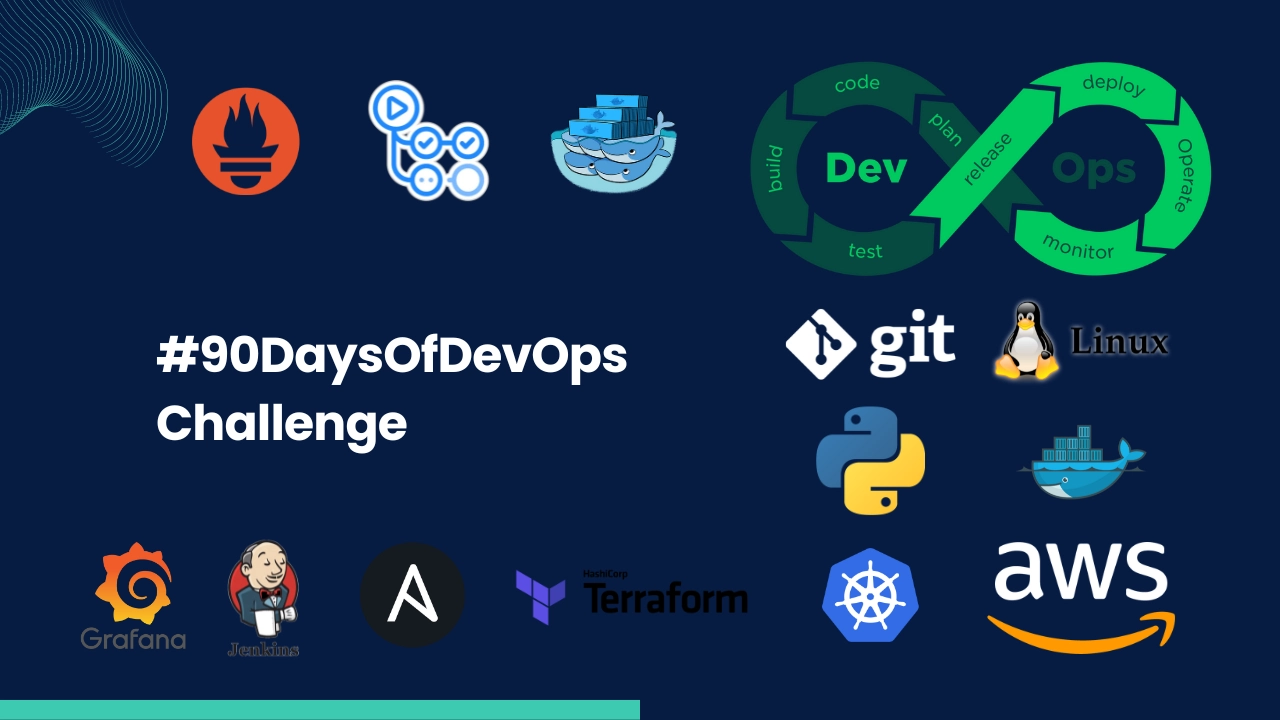 code
plan
build
Dev
test
release
deploy
Ops
Operate
monitor
git
Linux
#90DaysOfDevOps
Challenge
Grafana
Jenkins
HashiCorp
Terraform
aws